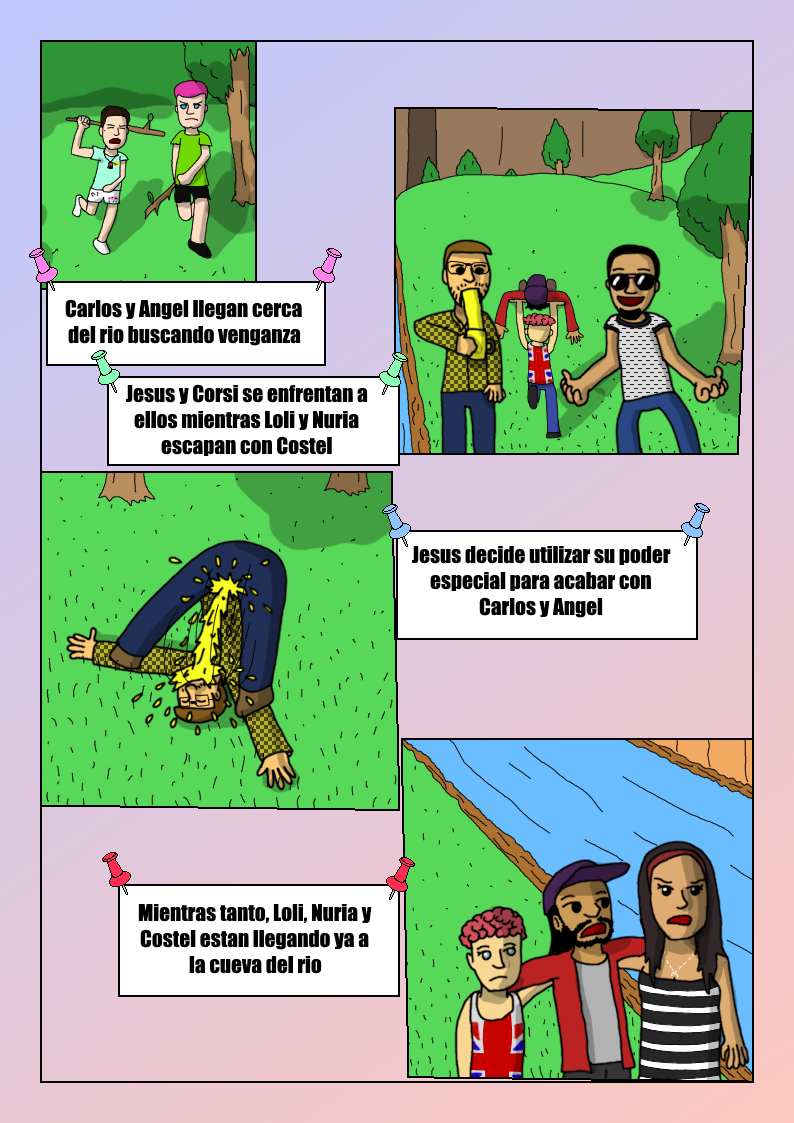 Carlos y Angel llegan cerca
del rio buscando venganza
Jesus y Corsi se enfrentan a
ellos mientras Loli y Nuria
escapan con Costel
Jesus decide utilizar su poder
especial para acabar con
Carlos y Angel
Mientras tanto, Loli, Nuria y
Costel estan llegando ya a
la cueva del rio